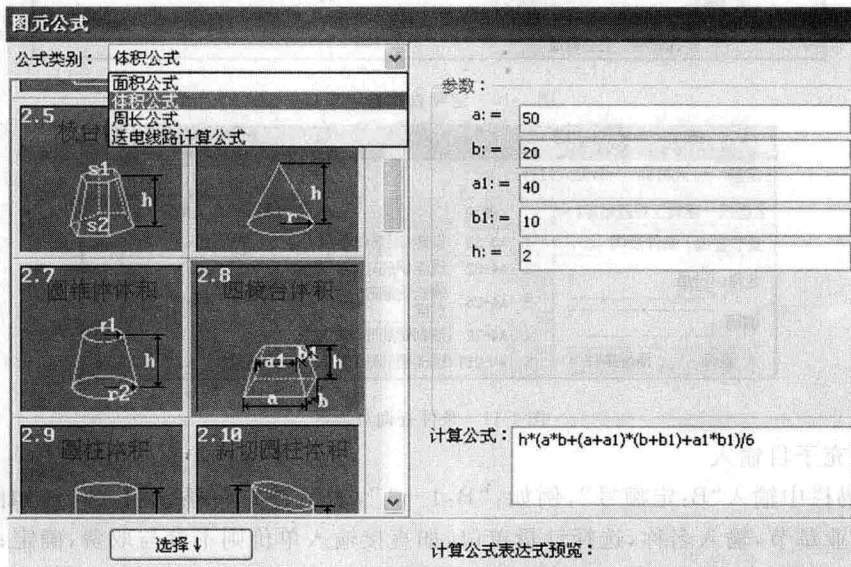 图元公式
公式类别：
体积公式
面积公式
体积公式
周长公式
送电线路计算公式
2.5
s1
h
s2
h
r
2.7
圆锥体体积
r1
h
r2
2.8
四棱台体积
a1
b1
h
a
b
2.9
圆柱体积
2.10
斜切圆柱体积
选择↓
参数：
a: = 50
b: = 20
a1: = 40
b1: = 10
h: = 2
计算公式：
h*(a*b+(a+a1)*(b+b1)+a1*b1)/6
计算公式表达式预览：